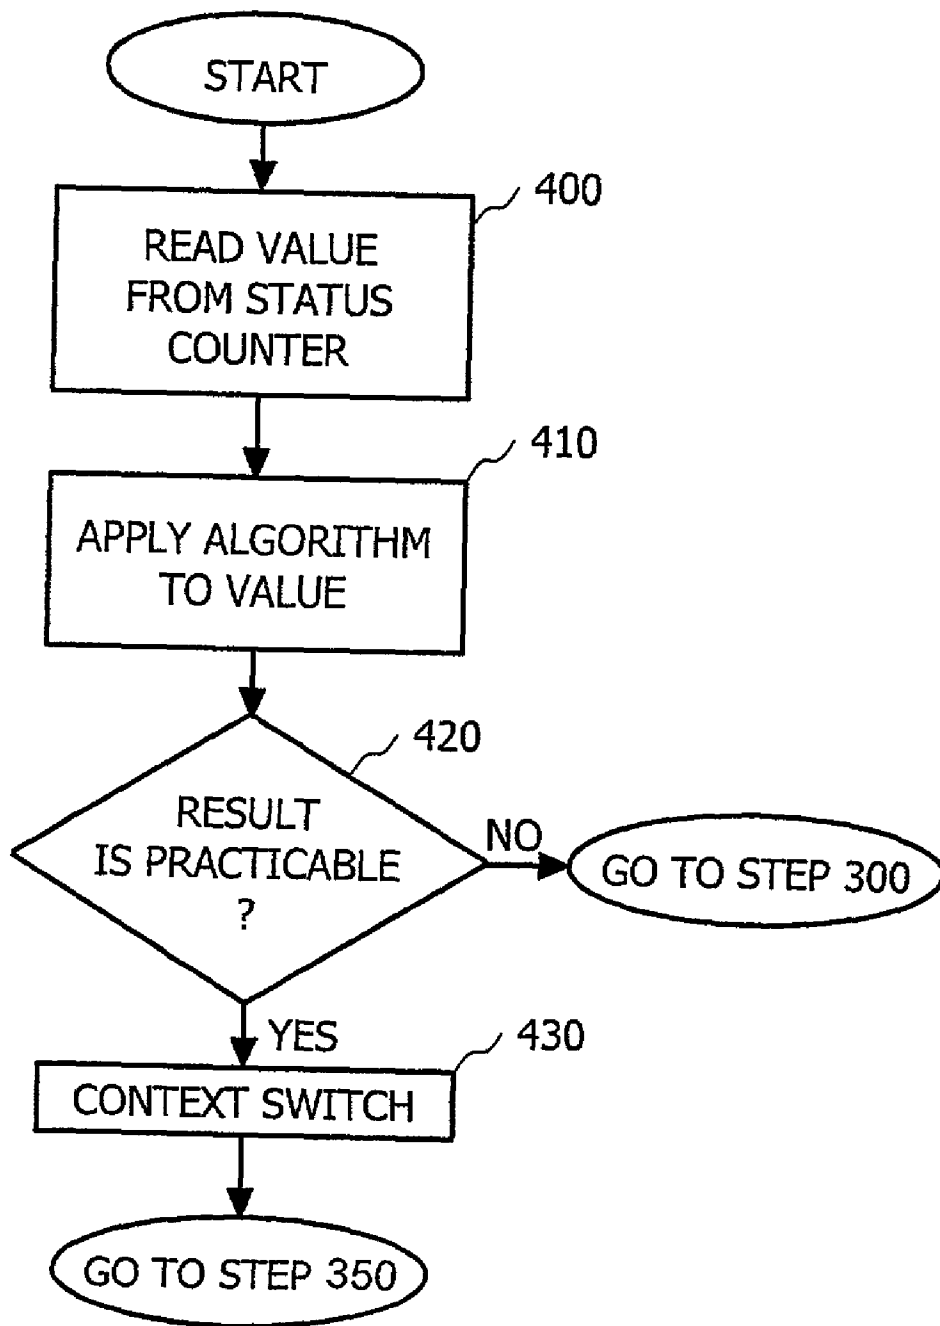 START
400
READ VALUE
FROM STATUS
COUNTER
410
APPLY ALGORITHM
TO VALUE
420
RESULT
IS PRACTICABLE
?
NO
GO TO STEP 300
YES
430
CONTEXT SWITCH
GO TO STEP 350